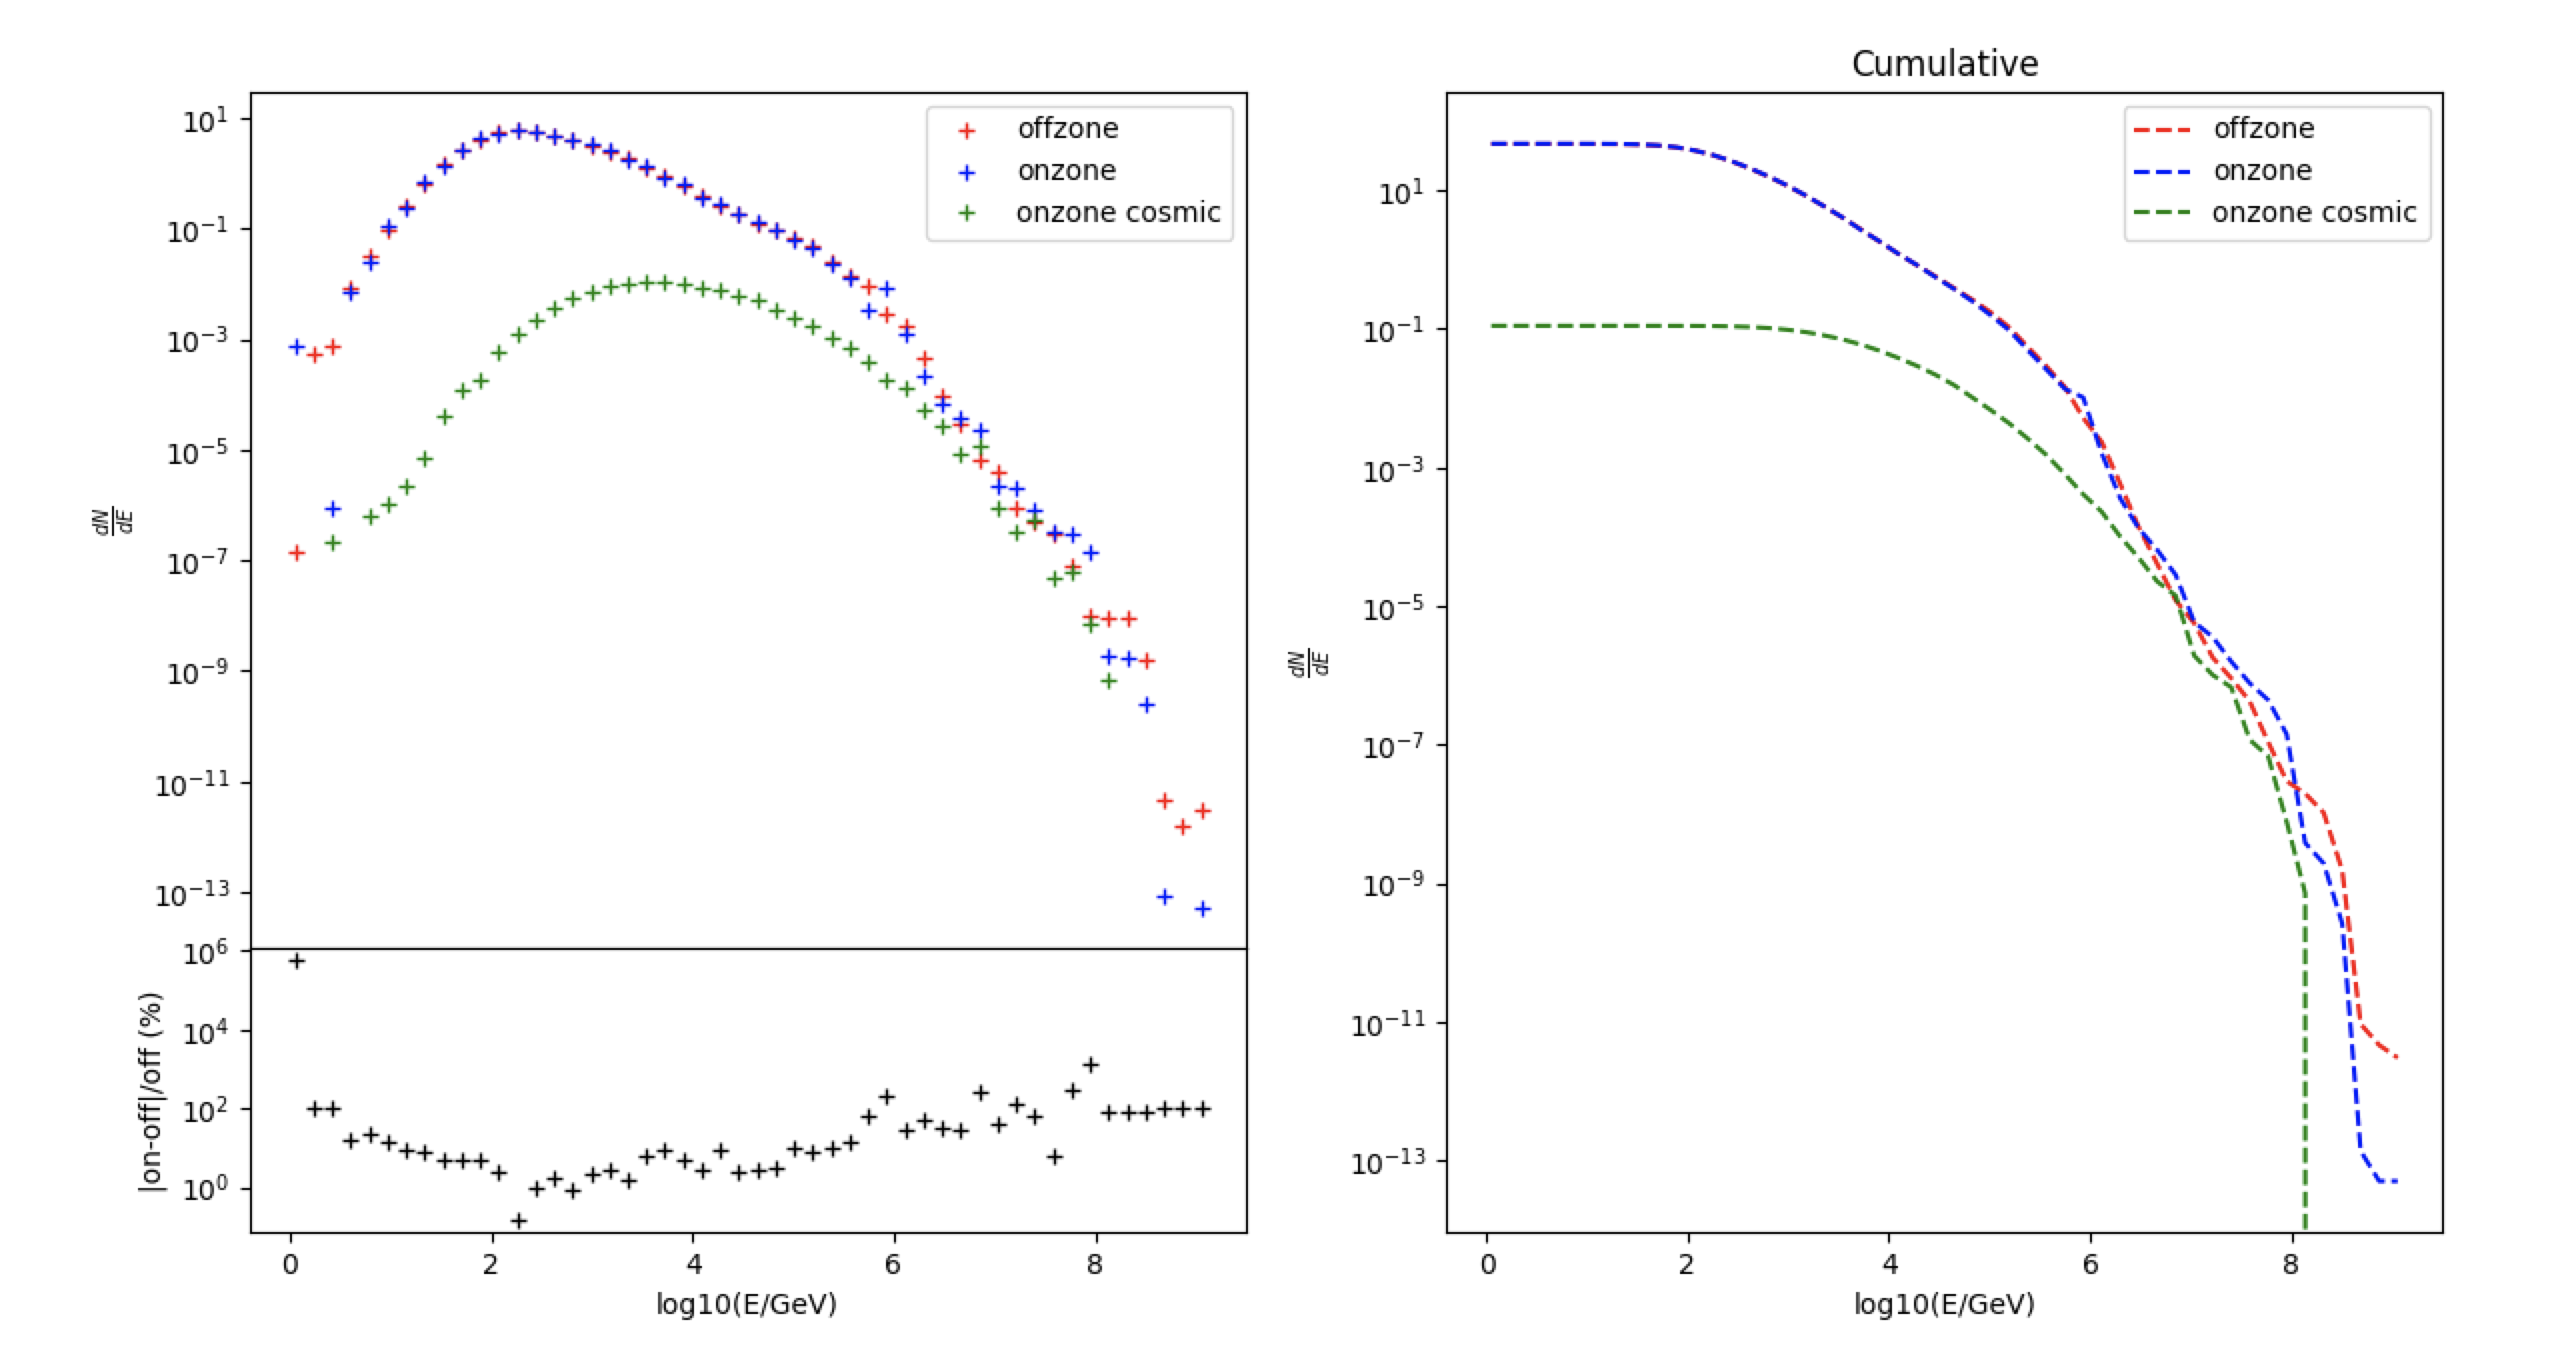 10^1
10^−1
10^−3
10^−5
10^−7
10^−9
10^−11
10^−13
dN/dE
offzone
onzone
onzone cosmic
10^6
10^4
10^2
10^0
|on-off|/off (%)
0 2 4 6 8
log10(E/GeV)
Cumulative
10^1
10^−1
10^−3
10^−5
10^−7
10^−9
10^−11
10^−13
dN/dE
offzone
onzone
onzone cosmic
0 2 4 6 8
log10(E/GeV)